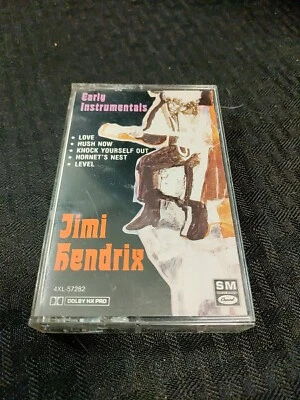 Early
Instrumentals
• LOVE
• HUSH NOW
• KNOCK YOURSELF OUT
• HORNET'S NEST
• LEVEL
Jimi
Hendrix
4XL-57282
DOLBY HX PRO
SM
Capitol